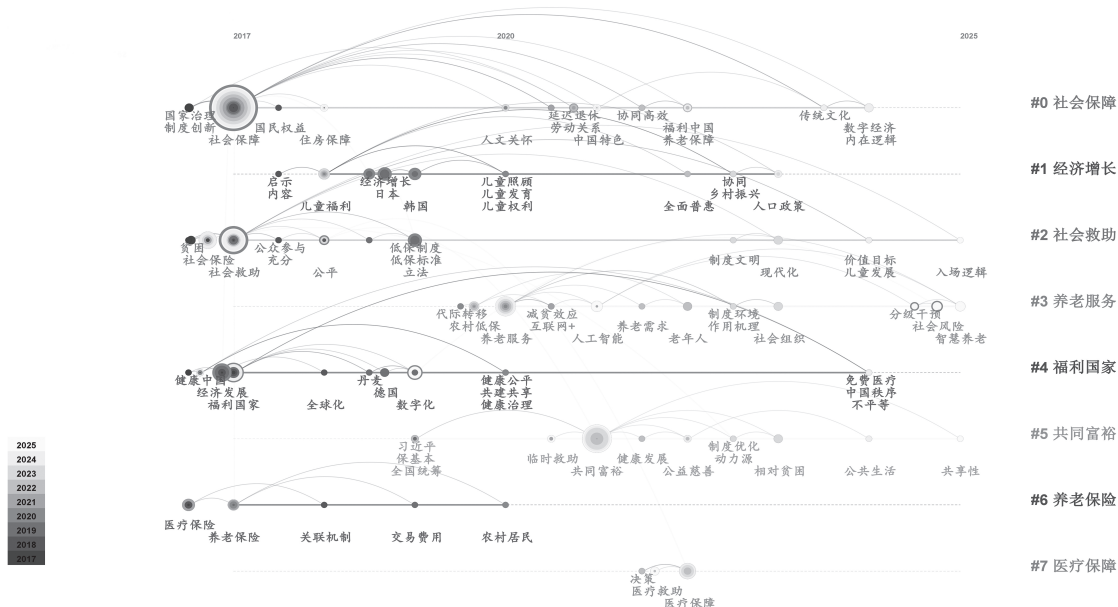 2017 2020 2025
#0 社会保障
国家治理 延迟退休 协同高效 传统文化
制度创新 国民权益 劳动关系 福利中国 数字经济
社会保障 住房保障 人文关怀 中国特色 养老保障 内在逻辑
#1 经济增长
启示 经济增长 儿童照顾 协同
内容 日本 儿童发育 乡村振兴
儿童福利 韩国 儿童权利 全面普惠 人口政策
#2 社会救助
贫困 公众参与 低保制度
社会保险 充分 低保标准 制度文明 价值目标
社会救助 公平 立法 现代化 儿童发展 入场逻辑
#3 养老服务
代际转移 减贫效应 制度环境 分级干预
农村低保 互联网+ 养老需求 作用机理 社会风险
养老服务 人工智能 老年人 社会组织 智慧养老
#4 福利国家
健康中国 丹麦 健康公平 免费医疗
经济发展 德国 共建共享 中国秩序
福利国家 全球化 数字化 健康治理 不平等
#5 共同富裕
习近平 制度优化
保基本 临时救助 健康发展 动力源
全国统筹 共同富裕 公益慈善 相对贫困 公共生活 共享性
#6 养老保险
医疗保险
养老保险 关联机制 交易费用 农村居民
#7 医疗保障
决策
医疗救助
医疗保障
2025
2024
2023
2022
2021
2020
2019
2018
2017